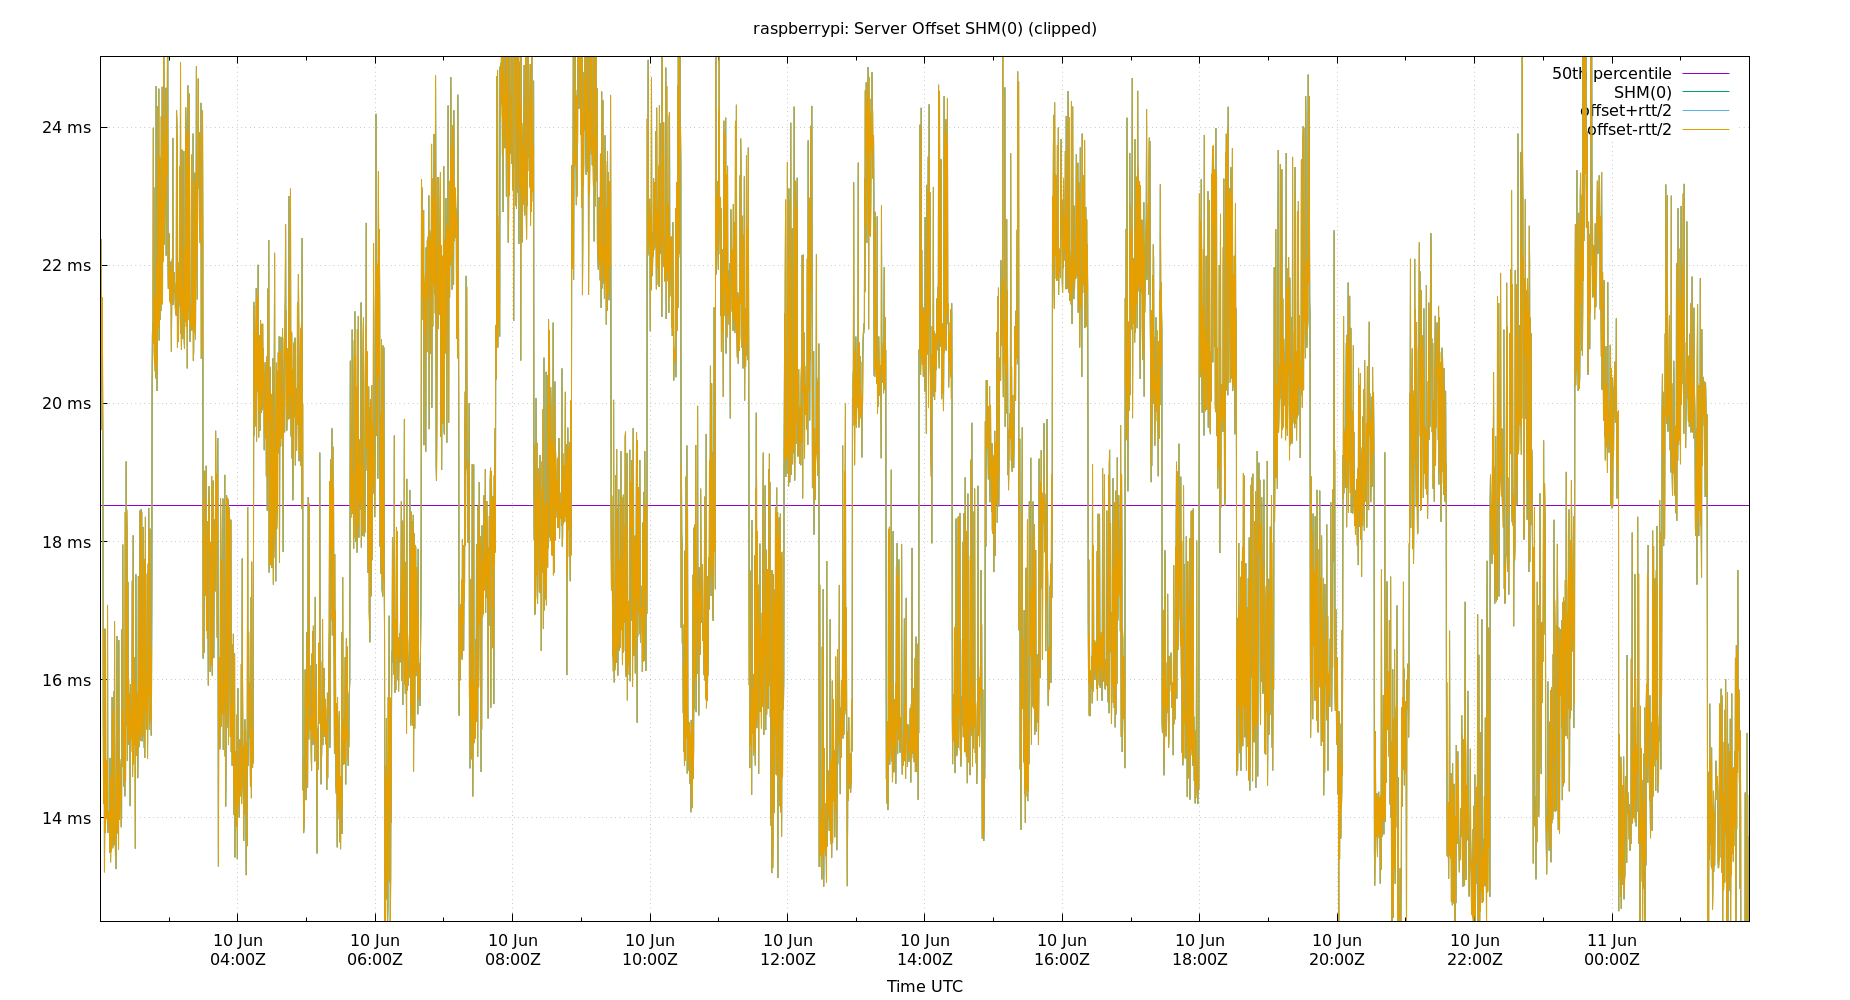 raspberrypi: Server Offset SHM(0) (clipped)
50th percentile
SHM(0)
offset+rtt/2
offset-rtt/2
24 ms
22 ms
20 ms
18 ms
16 ms
14 ms
10 Jun 10 Jun 10 Jun 10 Jun 10 Jun 10 Jun 10 Jun 10 Jun 10 Jun 10 Jun 11 Jun
04:00Z 06:00Z 08:00Z 10:00Z 12:00Z 14:00Z 16:00Z 18:00Z 20:00Z 22:00Z 00:00Z
Time UTC